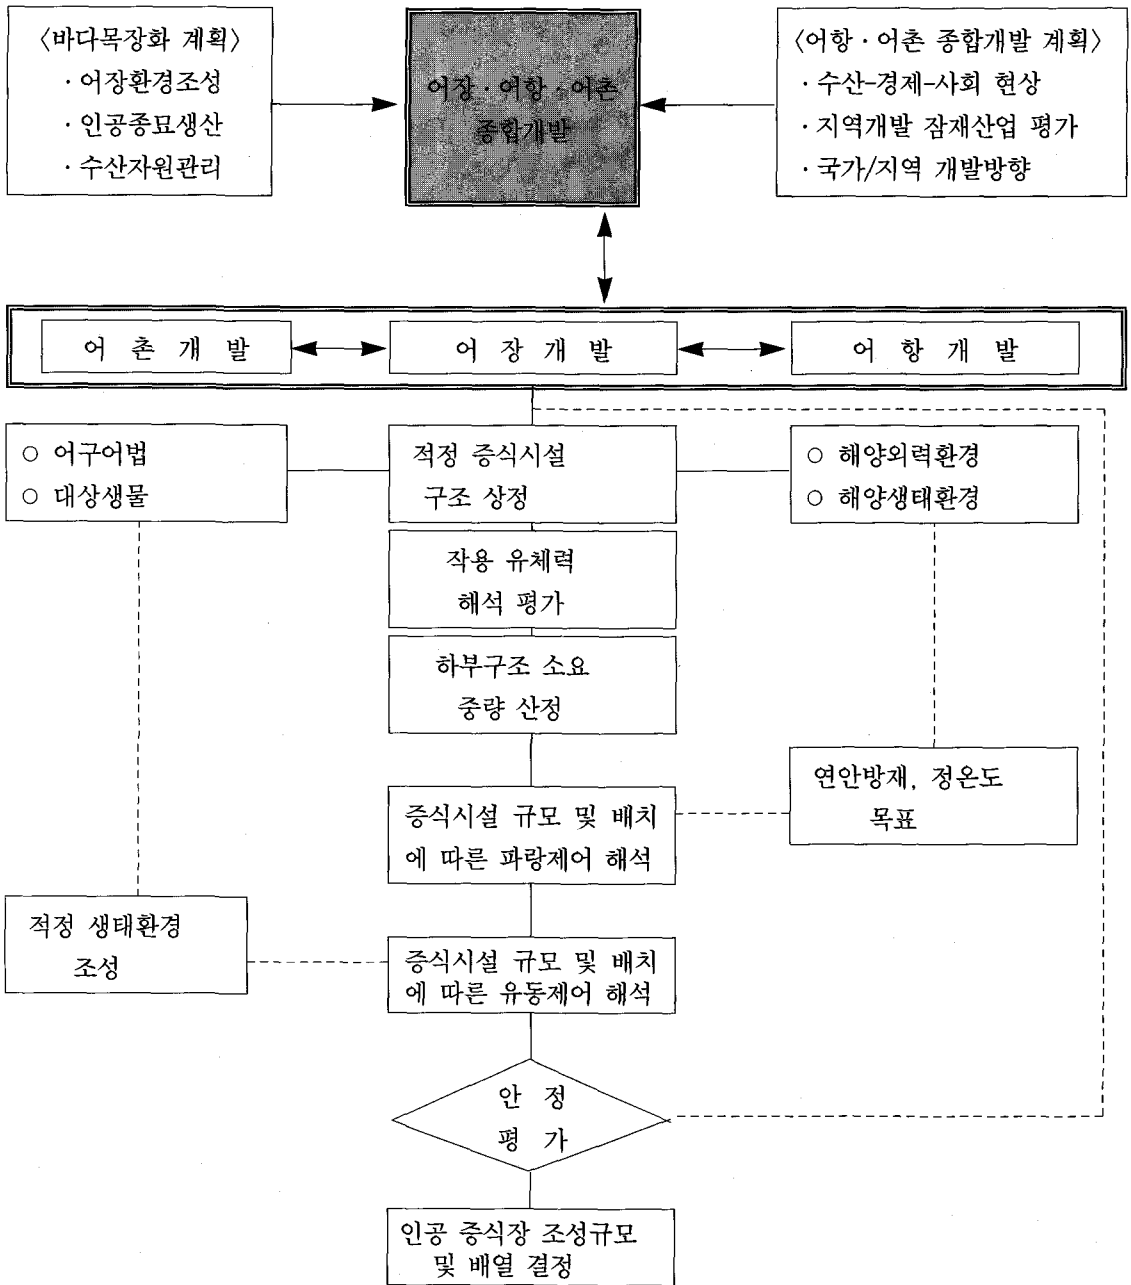 〈바다목장화 계획〉
· 어장환경조성
· 인공종묘생산
· 수산자원관리
어장 · 어항 · 어촌
종합개발
〈어항 · 어촌 종합개발 계획〉
· 수산-경제-사회 현상
· 지역개발 잠재산업 평가
· 국가/지역 개발방향
어 촌 개 발
어 장 개 발
어 항 개 발
○ 어구어법
○ 대상생물
적정 증식시설
구조 상정
○ 해양외력환경
○ 해양생태환경
작용 유체력
해석 평가
하부구조 소요
중량 산정
연안방재, 정온도
목표
증식시설 규모 및 배치
에 따른 파랑제어 해석
적정 생태환경
조성
증식시설 규모 및 배치
에 따른 유동제어 해석
안 정
평 가
인공 증식장 조성규모
및 배열 결정